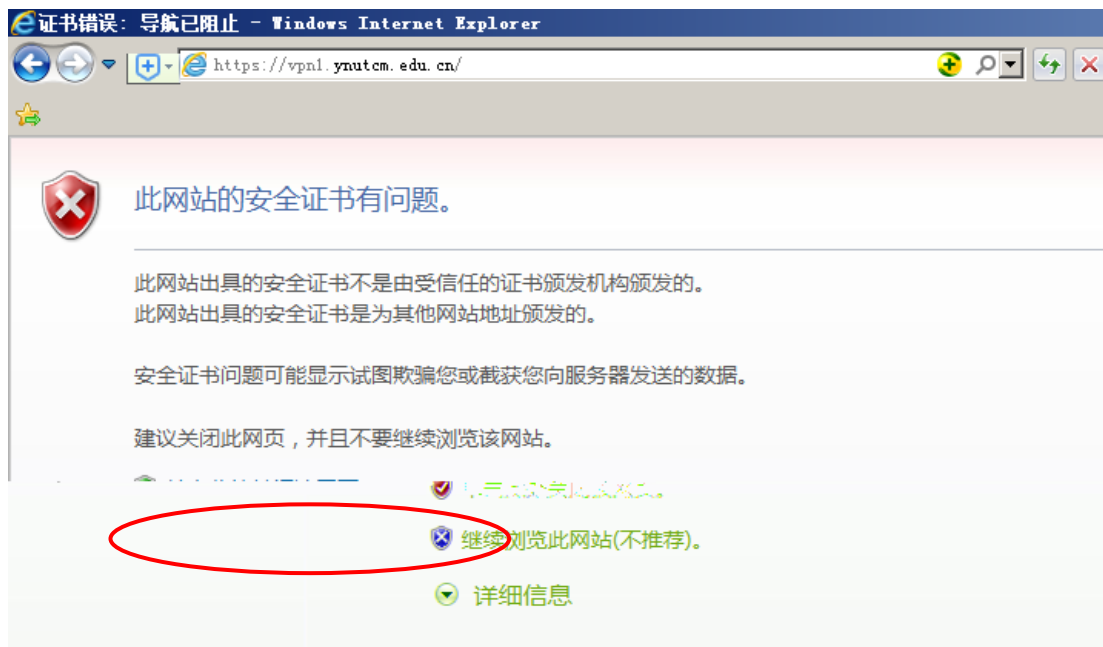 证书错误: 导航已阻止 - Windows Internet Explorer
https://vpn1.ynutcm.edu.cn/
此网站的安全证书有问题。
此网站出具的安全证书不是由受信任的证书颁发机构颁发的。
此网站出具的安全证书是为其他网站地址颁发的。
安全证书问题可能显示试图欺骗您或截获您向服务器发送的数据。
建议关闭此网页，并且不要继续浏览该网站。
继续浏览此网站(不推荐)。
详细信息